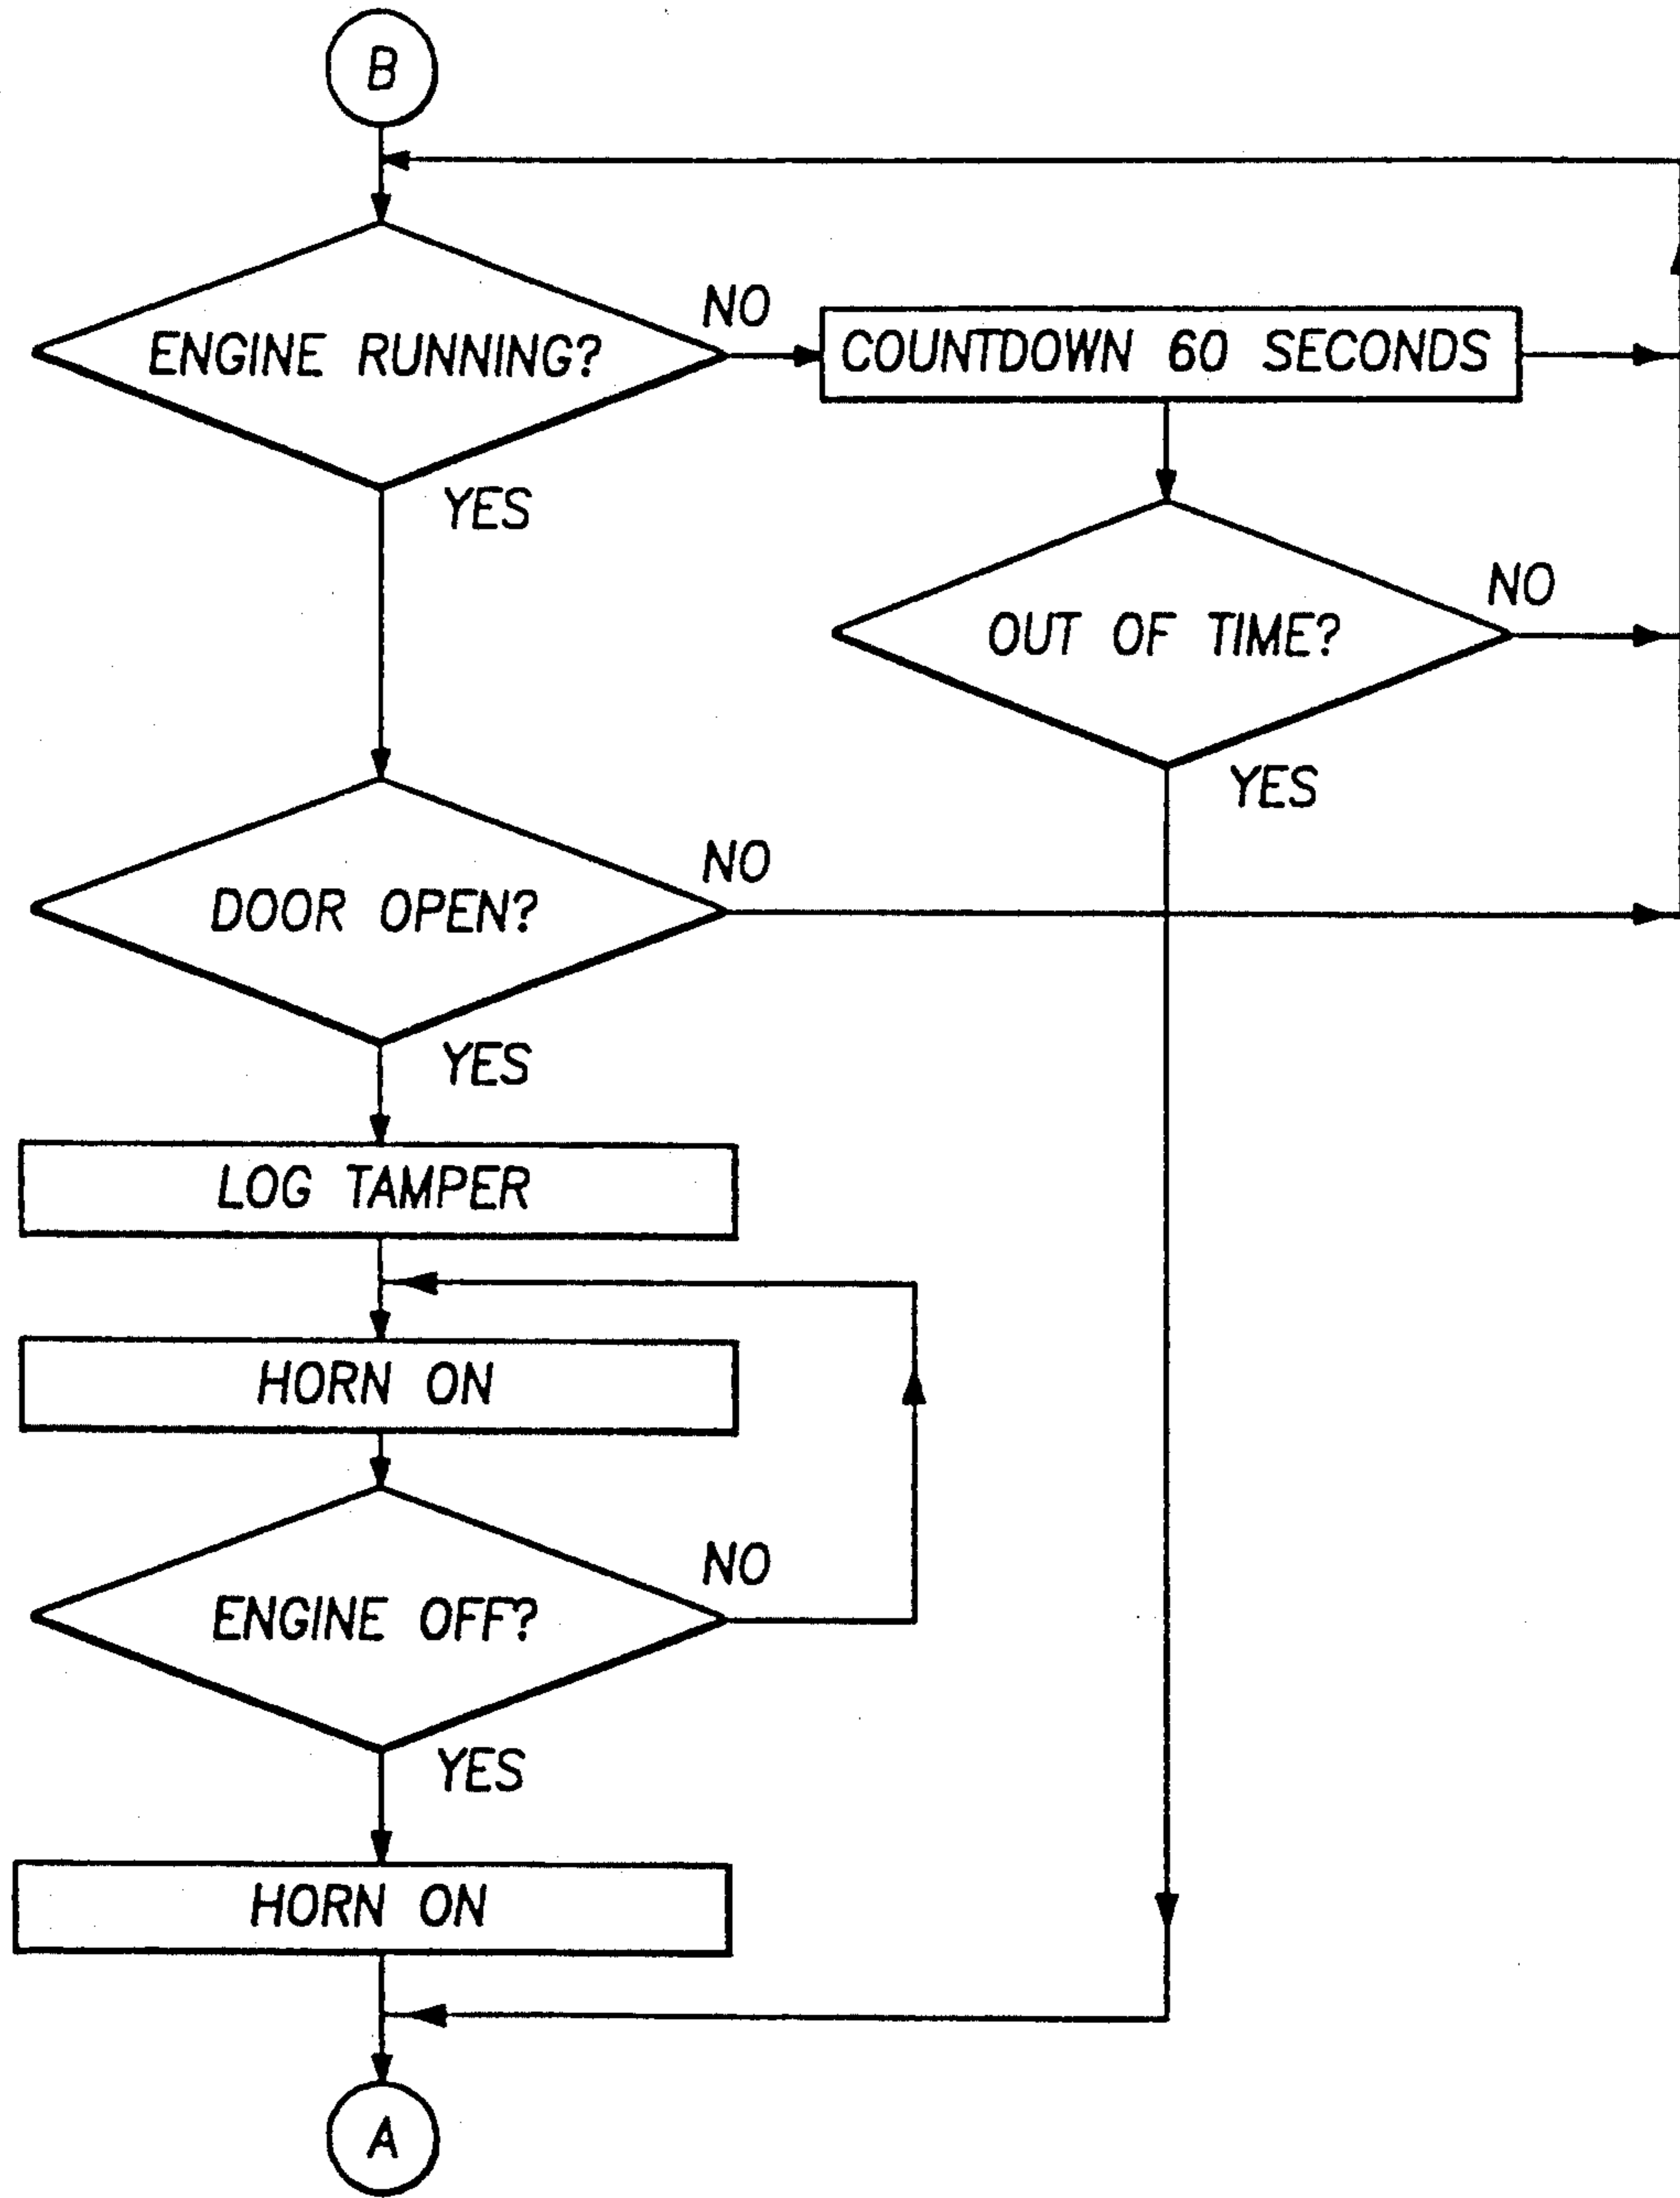 B
ENGINE RUNNING?
NO
COUNTDOWN 60 SECONDS
YES
OUT OF TIME?
NO
YES
DOOR OPEN?
NO
YES
LOG TAMPER
HORN ON
ENGINE OFF?
NO
YES
HORN ON
A